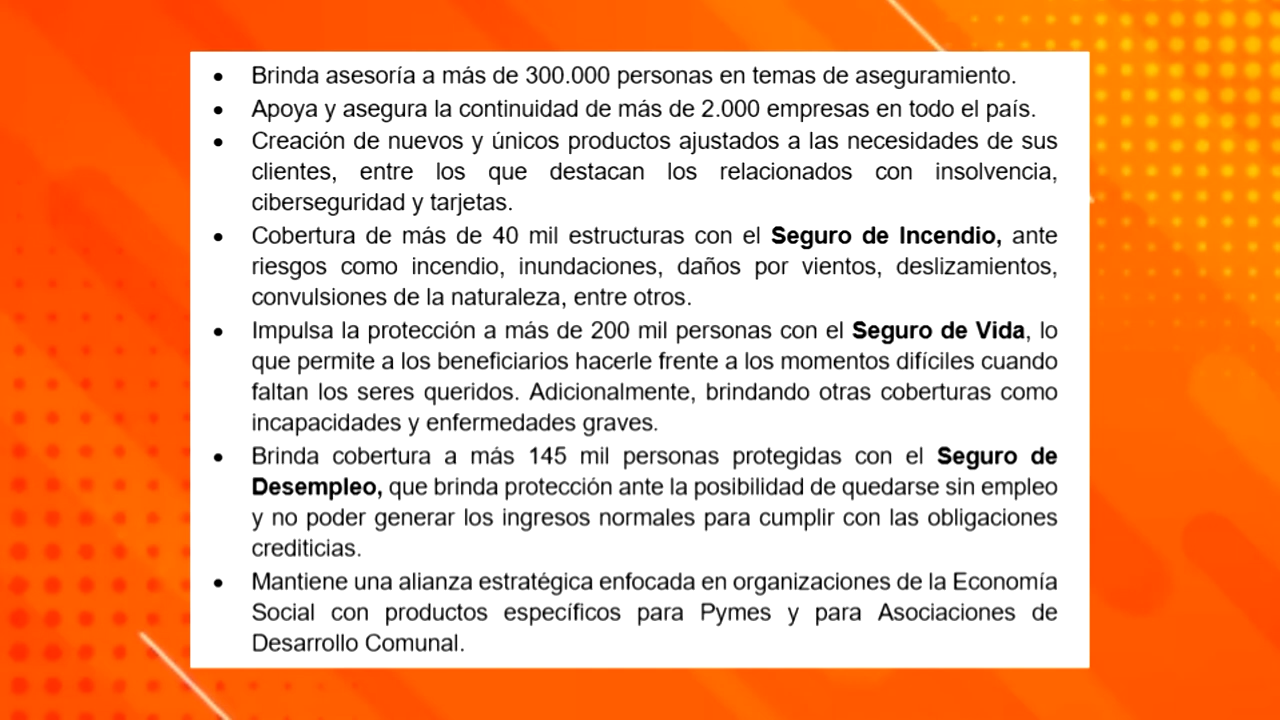 • Brinda asesoría a más de 300.000 personas en temas de aseguramiento.
• Apoya y asegura la continuidad de más de 2.000 empresas en todo el país.
• Creación de nuevos y únicos productos ajustados a las necesidades de sus
clientes, entre los que destacan los relacionados con insolvencia,
ciberseguridad y tarjetas.
• Cobertura de más de 40 mil estructuras con el Seguro de Incendio, ante
riesgos como incendio, inundaciones, daños por vientos, deslizamientos,
convulsiones de la naturaleza, entre otros.
• Impulsa la protección a más de 200 mil personas con el Seguro de Vida, lo
que permite a los beneficiarios hacerle frente a los momentos difíciles cuando
faltan los seres queridos. Adicionalmente, brindando otras coberturas como
incapacidades y enfermedades graves.
• Brinda cobertura a más 145 mil personas protegidas con el Seguro de
Desempleo, que brinda protección ante la posibilidad de quedarse sin empleo
y no poder generar los ingresos normales para cumplir con las obligaciones
crediticias.
• Mantiene una alianza estratégica enfocada en organizaciones de la Economía
Social con productos específicos para Pymes y para Asociaciones de
Desarrollo Comunal.